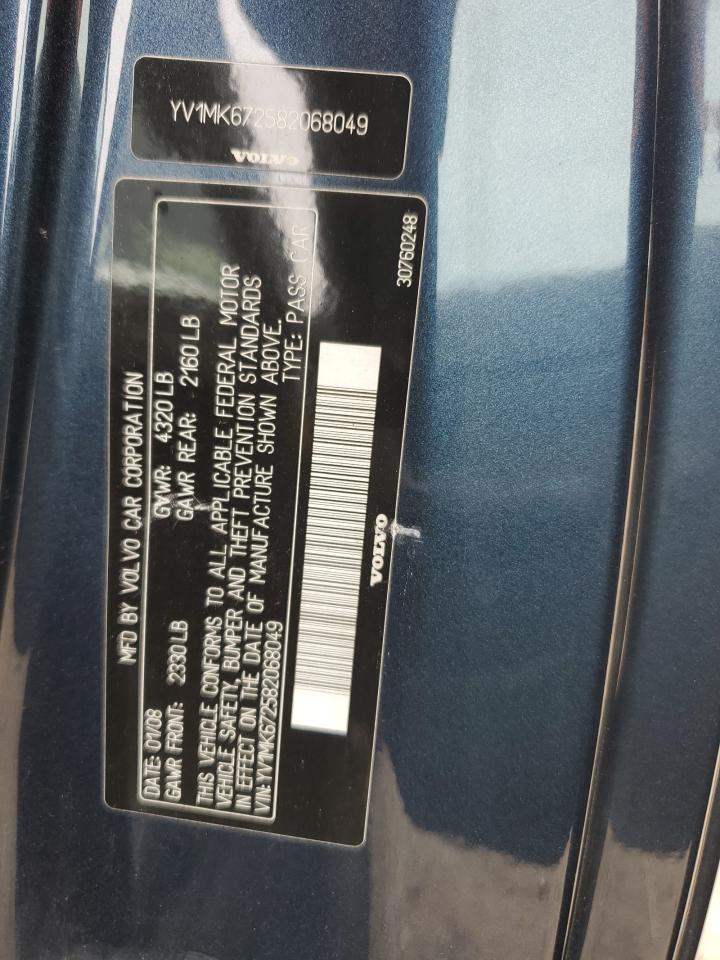 YV1MK672582068049
VOLVO
MFD BY VOLVO CAR CORPORATION
DATE: 01/08 GVWR: 4320 LB
GAWR FRONT: 2330 LB GAWR REAR: 2160 LB
THIS VEHICLE CONFORMS TO ALL APPLICABLE FEDERAL MOTOR
VEHICLE SAFETY, BUMPER AND THEFT PREVENTION STANDARDS
IN EFFECT ON THE DATE OF MANUFACTURE SHOWN ABOVE.
VIN: YV1MK672582068049 TYPE: PASS CAR
VOLVO
30760248